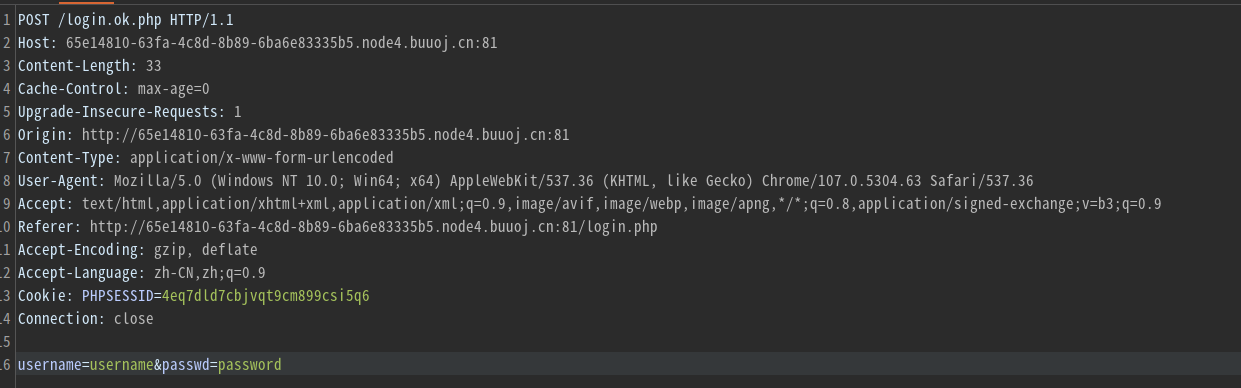 1 POST /login.ok.php HTTP/1.1
2 Host: 65e14810-63fa-4c8d-8b89-6ba6e83335b5.node4.buuoj.cn:81
3 Content-Length: 33
4 Cache-Control: max-age=0
5 Upgrade-Insecure-Requests: 1
6 Origin: http://65e14810-63fa-4c8d-8b89-6ba6e83335b5.node4.buuoj.cn:81
7 Content-Type: application/x-www-form-urlencoded
8 User-Agent: Mozilla/5.0 (Windows NT 10.0; Win64; x64) AppleWebKit/537.36 (KHTML, like Gecko) Chrome/107.0.5304.63 Safari/537.36
9 Accept: text/html,application/xhtml+xml,application/xml;q=0.9,image/avif,image/webp,image/apng,*/*;q=0.8,application/signed-exchange;v=b3;q=0.9
10 Referer: http://65e14810-63fa-4c8d-8b89-6ba6e83335b5.node4.buuoj.cn:81/login.php
11 Accept-Encoding: gzip, deflate
12 Accept-Language: zh-CN,zh;q=0.9
13 Cookie: PHPSESSID=4eq7dld7cbjvqt9cm899csi5q6
14 Connection: close
15
16 username=username&passwd=password